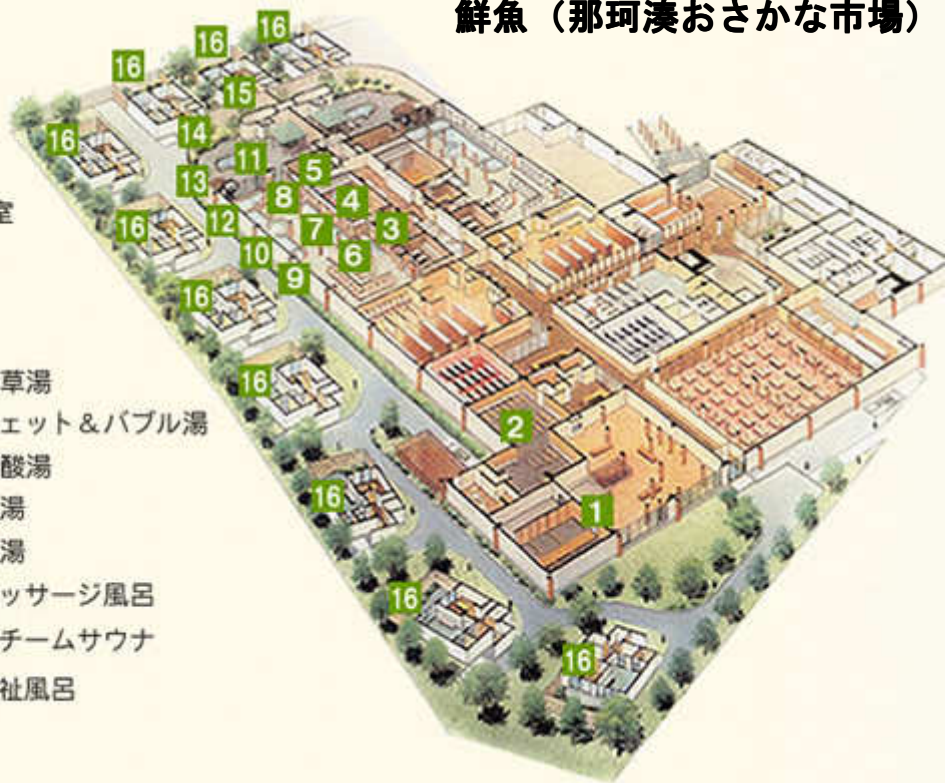 鮮魚（那珂湊おさかな市場）
16
16
16
16
15
14
11
5
13
8
4
室
16
12
7
3
10
6
9
16
草湯
16
ェット＆バブル湯
2
酸湯
16
湯
1
湯
ッサージ風呂
16
チームサウナ
16
祉風呂